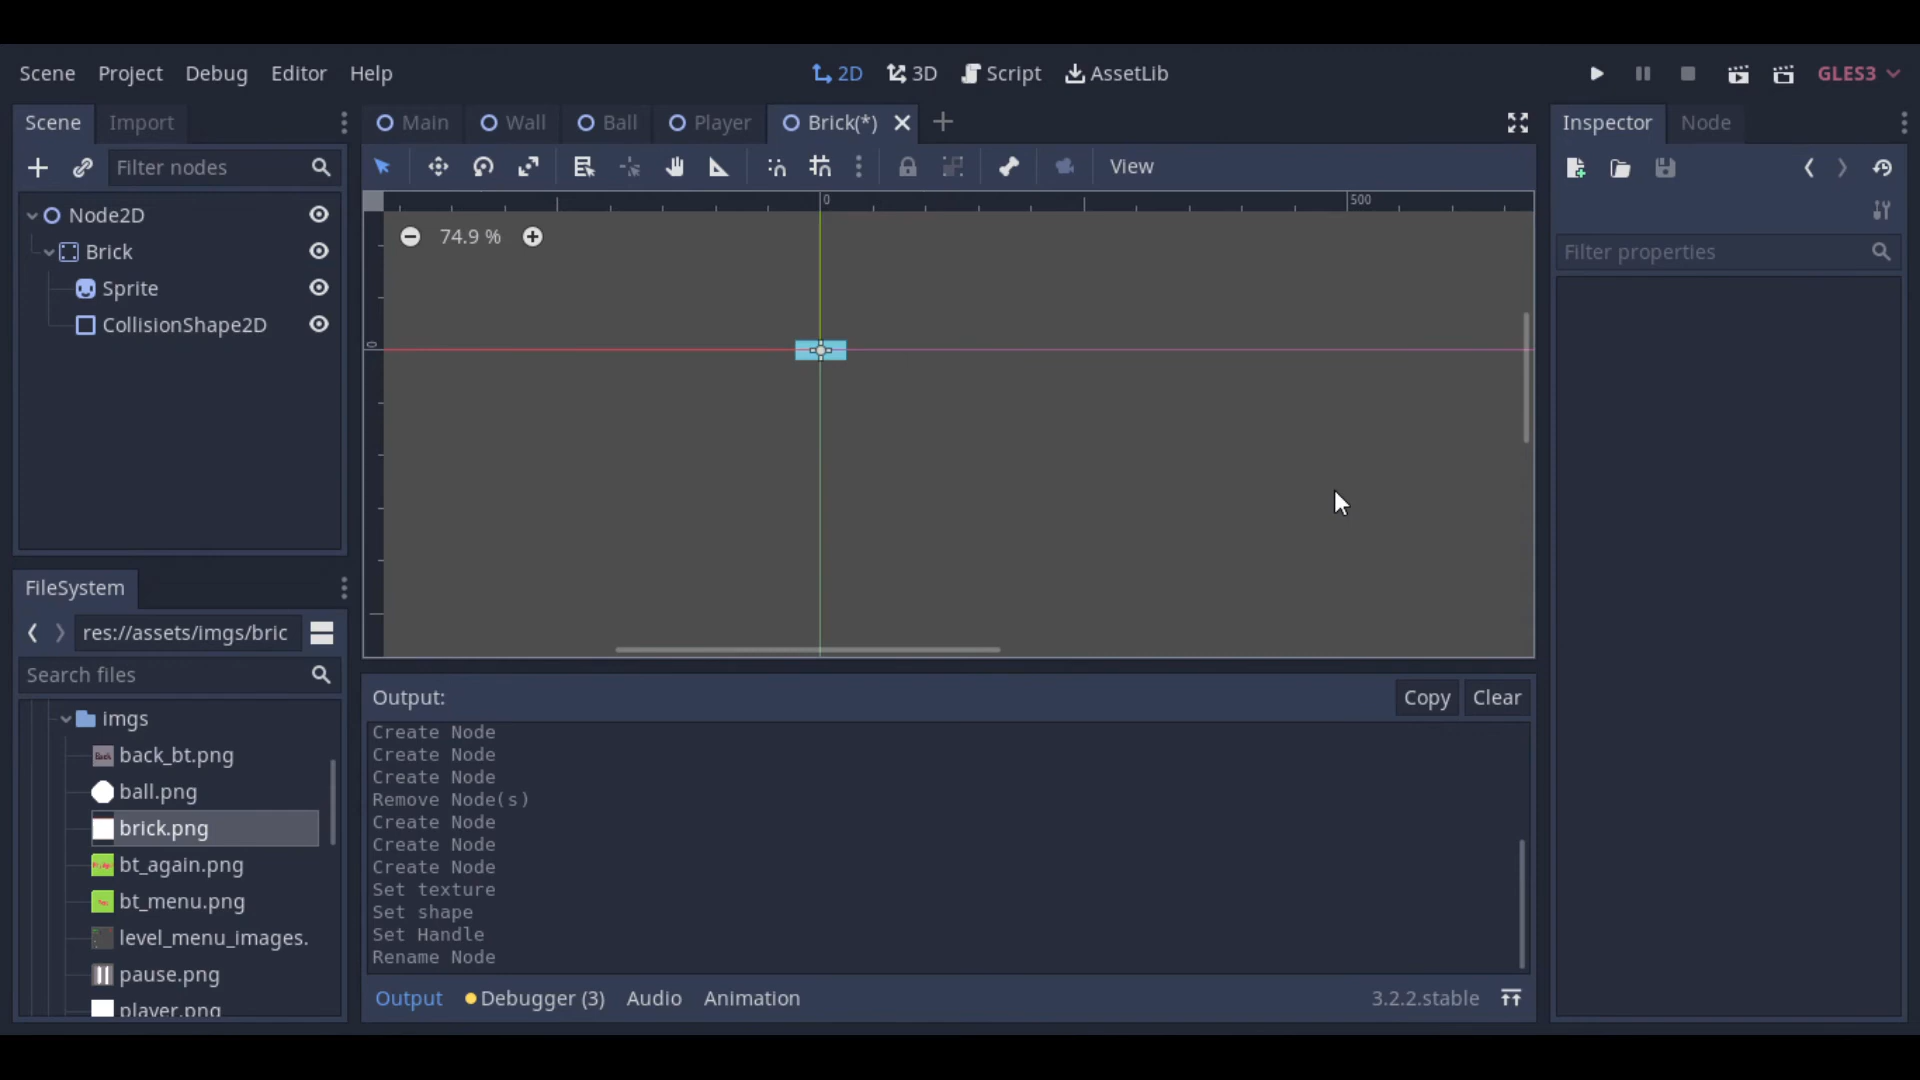 Scene Project Debug Editor Help 2D 3D Script AssetLib GLES3
Scene Import
Filter nodes
Node2D
Brick
Sprite
CollisionShape2D
FileSystem
res://assets/imgs/bric
Search files
imgs
back_bt.png
ball.png
brick.png
bt_again.png
bt_menu.png
level_menu_images.
pause.png
player.png
Main Wall Ball Player Brick(*)
View
0 500
74.9 %
0
Output: Copy Clear
Create Node
Create Node
Create Node
Remove Node(s)
Create Node
Create Node
Create Node
Set texture
Set shape
Set Handle
Rename Node
Output Debugger (3) Audio Animation 3.2.2.stable
Inspector Node
Filter properties